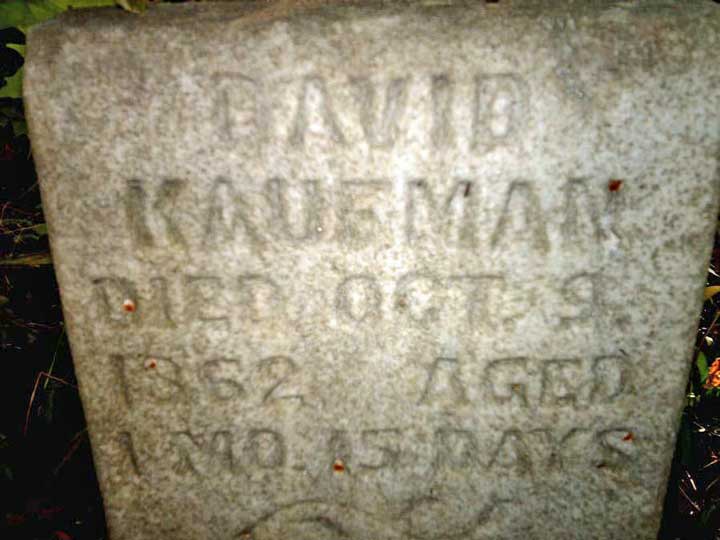 DAVID
KAUFMAN
DIED OCT. 9.
1862 AGED
1 MO. 15 DAYS